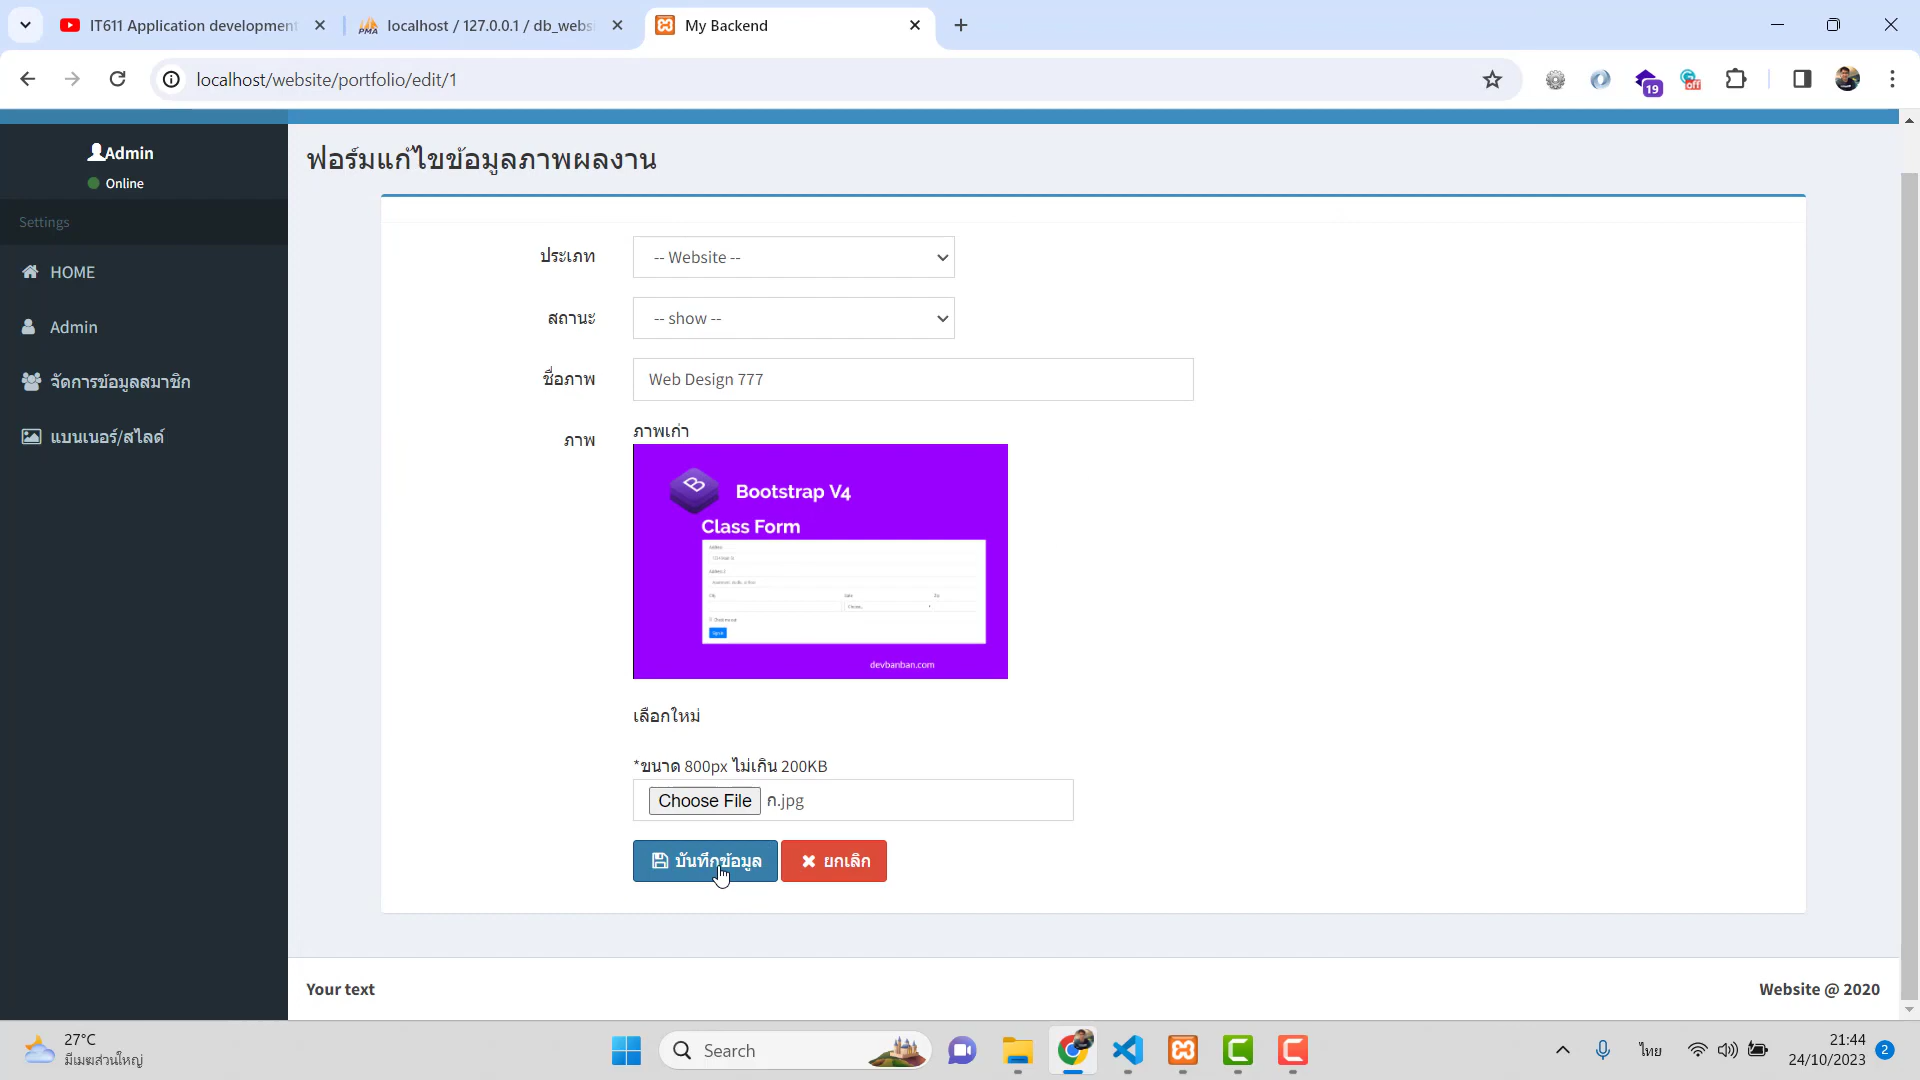 IT611 Application development
localhost / 127.0.0.1 / db_webs
My Backend
localhost/website/portfolio/edit/1
19
off
Admin
Online
Settings
HOME
Admin
จัดการข้อมูลสมาชิก
แบนเนอร์/สไลด์
ฟอร์มแก้ไขข้อมูลภาพผลงาน
ประเภท
-- Website --
สถานะ
-- show --
ชื่อภาพ
Web Design 777
ภาพ
ภาพเก่า
B
Bootstrap V4
Class Form
devbanban.com
เลือกใหม่
*ขนาด 800px ไม่เกิน 200KB
Choose File ก.jpg
บันทึกข้อมูล
ยกเลิก
Your text
Website @ 2020
27°C
มีเมฆส่วนใหญ่
Search
ไทย
21:44
24/10/2023
2